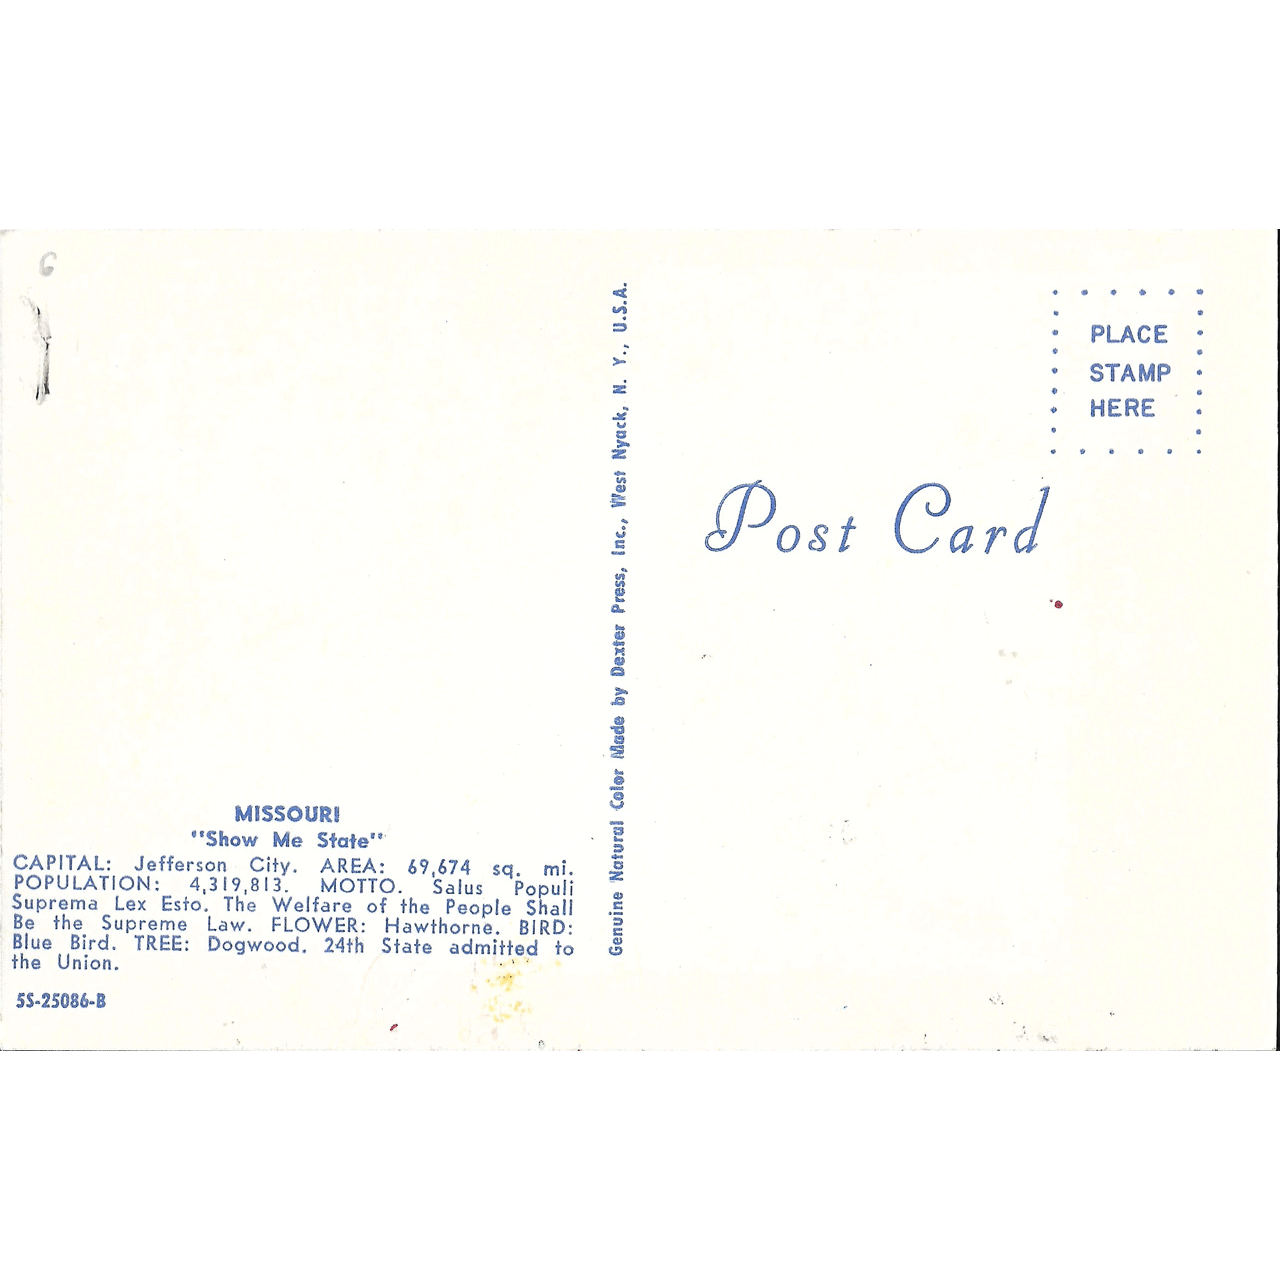 6
PLACE
STAMP
HERE
Post Card
Genuine Natural Color Made by Dexter Press, Inc., West Nyack, N. Y., U.S.A.
MISSOURI
"Show Me State"
CAPITAL: Jefferson City. AREA: 69,674 sq. mi.
POPULATION: 4,319,813. MOTTO. Salus Populi
Suprema Lex Esto. The Welfare of the People Shall
Be the Supreme Law. FLOWER: Hawthorne. BIRD:
Blue Bird. TREE: Dogwood. 24th State admitted to
the Union.
5S-25086-B